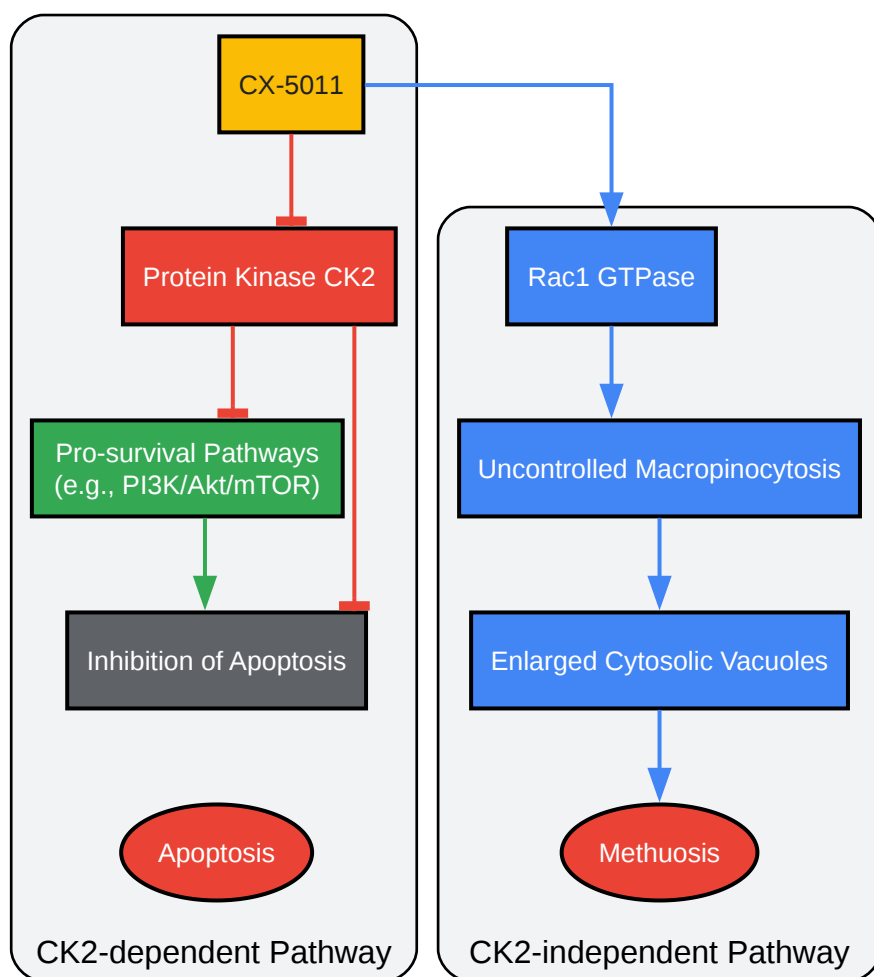 CX-5011
Protein Kinase CK2
Rac1 GTPase
Pro-survival Pathways
(e.g., PI3K/Akt/mTOR)
Uncontrolled Macropinocytosis
Inhibition of Apoptosis
Enlarged Cytosolic Vacuoles
Apoptosis
Methuosis
CK2-dependent Pathway
CK2-independent Pathway